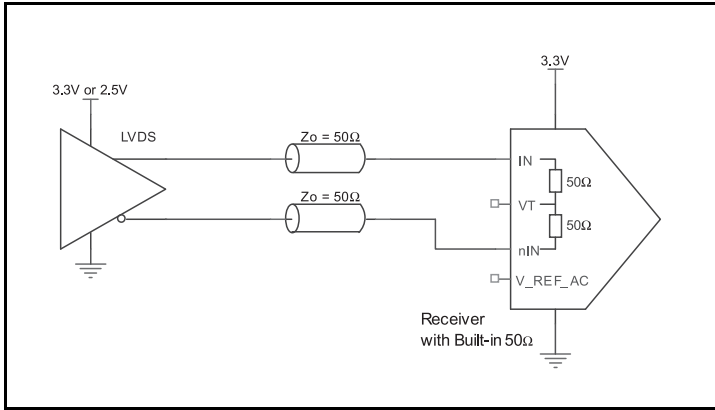 3.3V
3.3V or 2.5V
LVDS
Zo = 50Ω
IN
50Ω
Zo = 50Ω
VT
50Ω
nIN
V_REF_AC
Receiver
with Built-in 50Ω